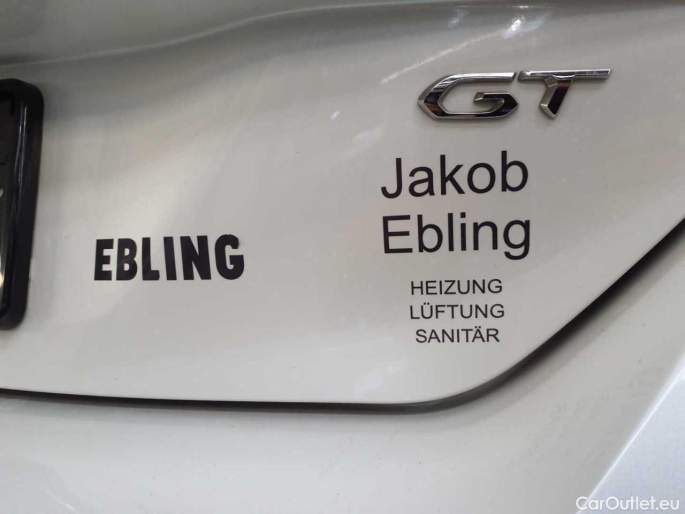 GT
Jakob
Ebling
EBLING
HEIZUNG
LÜFTUNG
SANITÄR
CarOutlet.eu